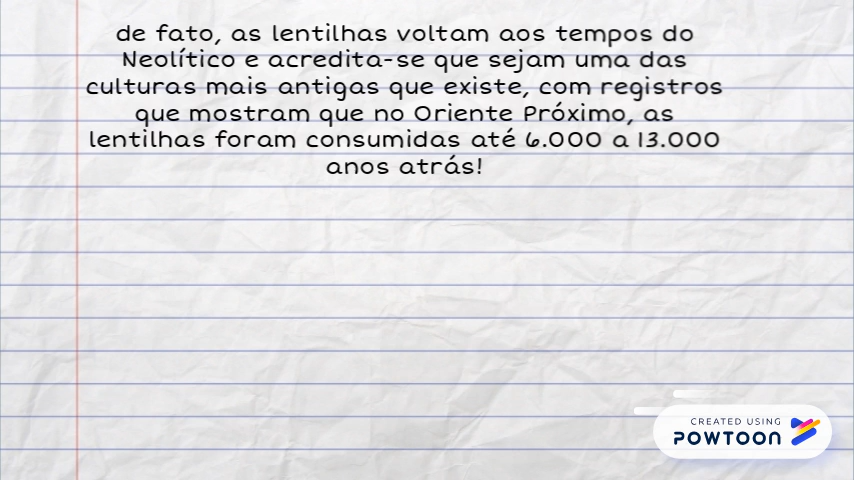 de fato, as lentilhas voltam aos tempos do
Neolítico e acredita-se que sejam uma das
culturas mais antigas que existe, com registros
que mostram que no Oriente Próximo, as
lentilhas foram consumidas até 6.000 a 13.000
anos atrás!
CREATED USING
POWTOON